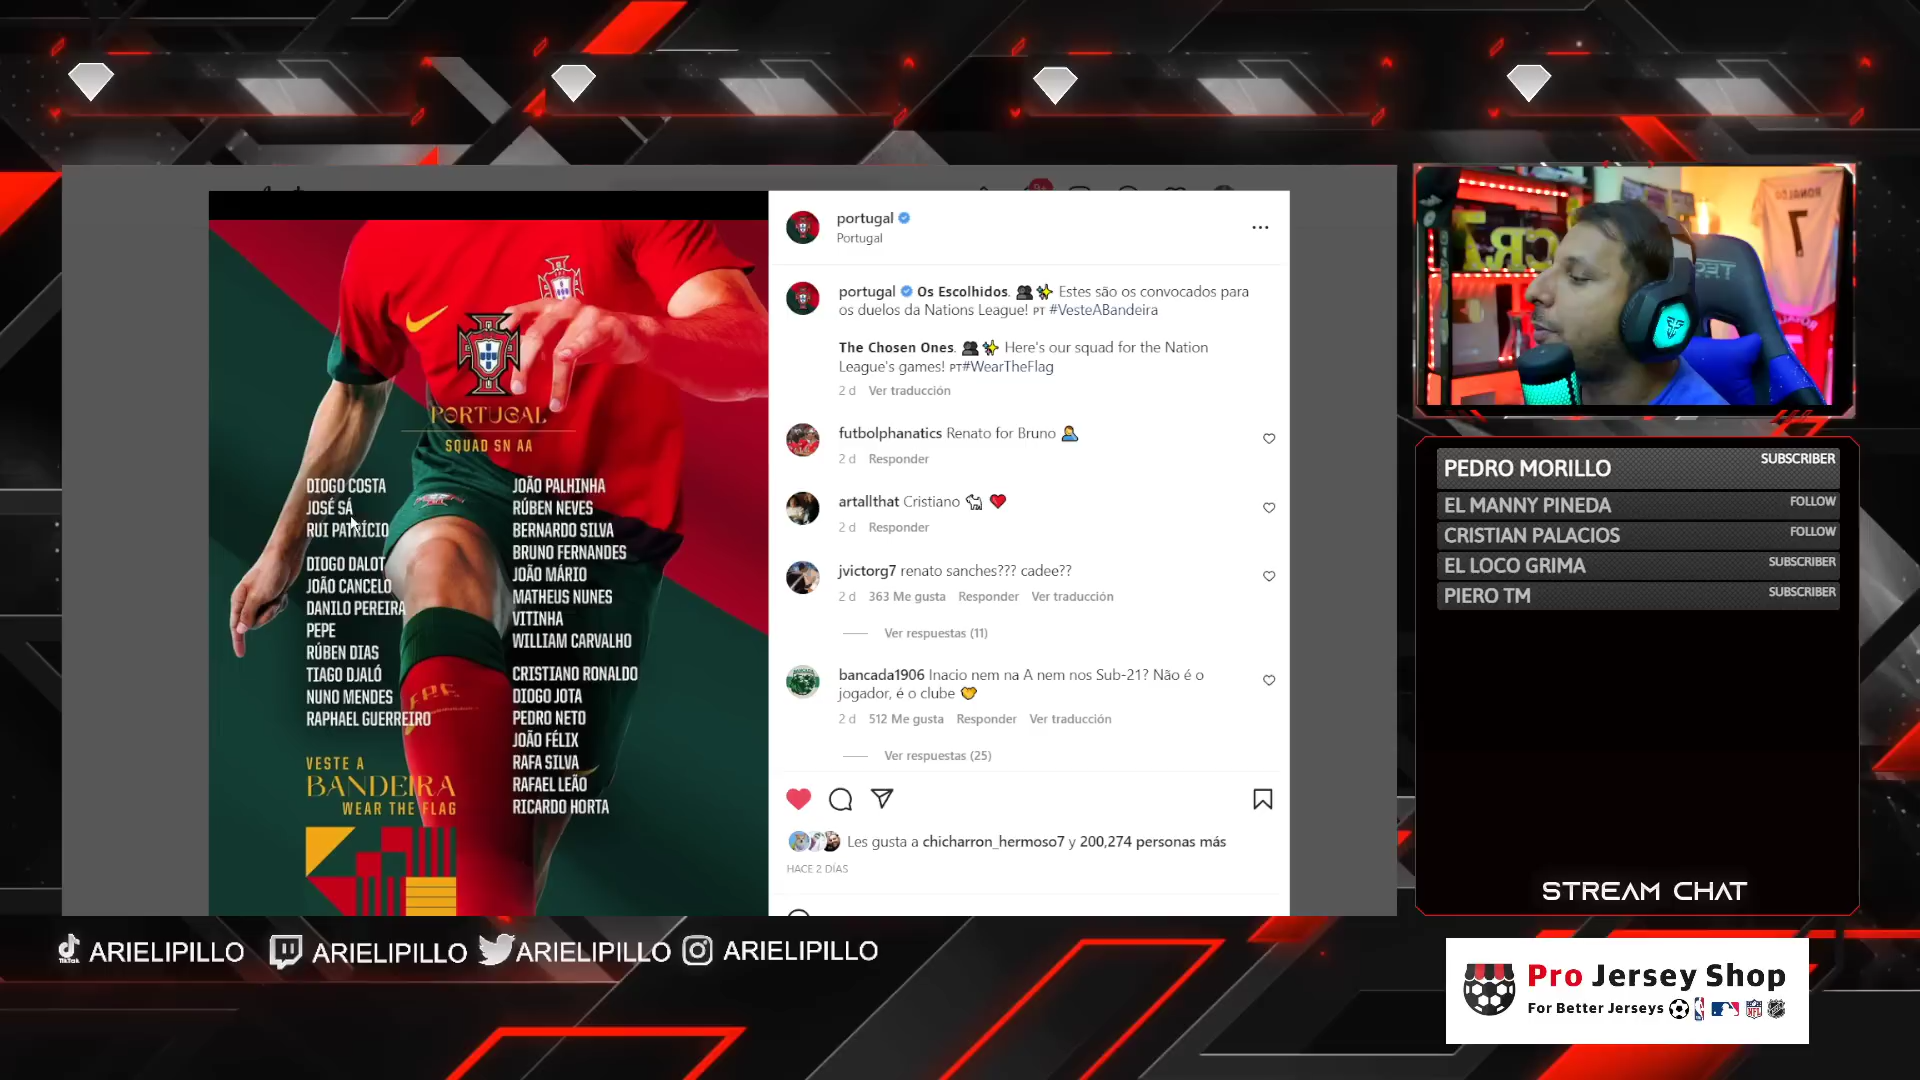 PORTUGAL
SQUAD SN AA
DIOGO COSTA
JOSÉ SÁ
RUI PATRÍCIO
DIOGO DALOT
JOÃO CANCELO
DANILO PEREIRA
PEPE
RÚBEN DIAS
TIAGO DJALÓ
NUNO MENDES
RAPHAEL GUERREIRO
JOÃO PALHINHA
RÚBEN NEVES
BERNARDO SILVA
BRUNO FERNANDES
JOÃO MÁRIO
MATHEUS NUNES
VITINHA
WILLIAM CARVALHO
CRISTIANO RONALDO
DIOGO JOTA
PEDRO NETO
JOÃO FÉLIX
RAFA SILVA
RAFAEL LEÃO
RICARDO HORTA
VESTE A
BANDEIRA
WEAR THE FLAG
portugal
Portugal
portugal Os Escolhidos. 👥✨ Estes são os convocados para
os duelos da Nations League! PT #VesteABandeira
The Chosen Ones. 👥✨ Here's our squad for the Nation
League's games! PT#WearTheFlag
2 d Ver traducción
futbolphanatics Renato for Bruno
2 d Responder
artallthat Cristiano 🐐 ❤️
2 d Responder
jvictorg7 renato sanches??? cadee??
2 d 363 Me gusta Responder Ver traducción
Ver respuestas (11)
bancada1906 Inacio nem na A nem nos Sub-21? Não é o
jogador, é o clube
2 d 512 Me gusta Responder Ver traducción
Ver respuestas (25)
Les gusta a chicharron_hermoso7 y 200,274 personas más
HACE 2 DÍAS
RONALDO
7
CR
PEDRO MORILLO SUBSCRIBER
EL MANNY PINEDA FOLLOW
CRISTIAN PALACIOS FOLLOW
EL LOCO GRIMA SUBSCRIBER
PIERO TM SUBSCRIBER
STREAM CHAT
TikTok ARIELIPILLO ARIELIPILLO ARIELIPILLO ARIELIPILLO
Pro Jersey Shop
For Better Jerseys